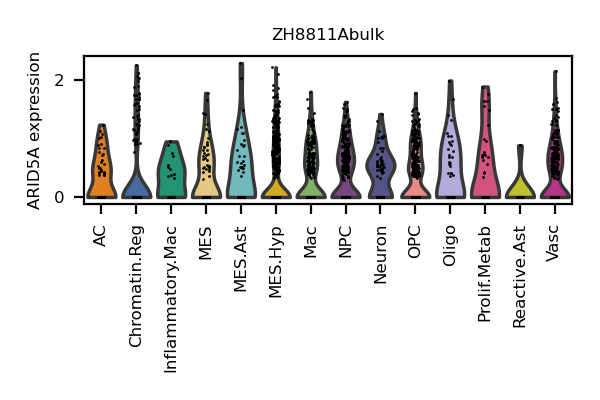 ZH8811Abulk
ARID5A expression
2
0
AC
Chromatin.Reg
Inflammatory.Mac
MES
MES.Ast
MES.Hyp
Mac
NPC
Neuron
OPC
Oligo
Prolif.Metab
Reactive.Ast
Vasc